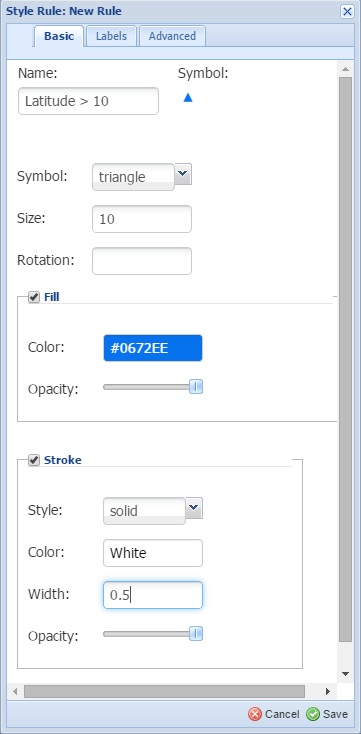 Style Rule: New Rule
Basic Labels Advanced
Name: Symbol:
Latitude > 10
Symbol: triangle
Size: 10
Rotation:
Fill
Color: #0672EE
Opacity:
Stroke
Style: solid
Color: White
Width: 0.5
Opacity:
Cancel Save